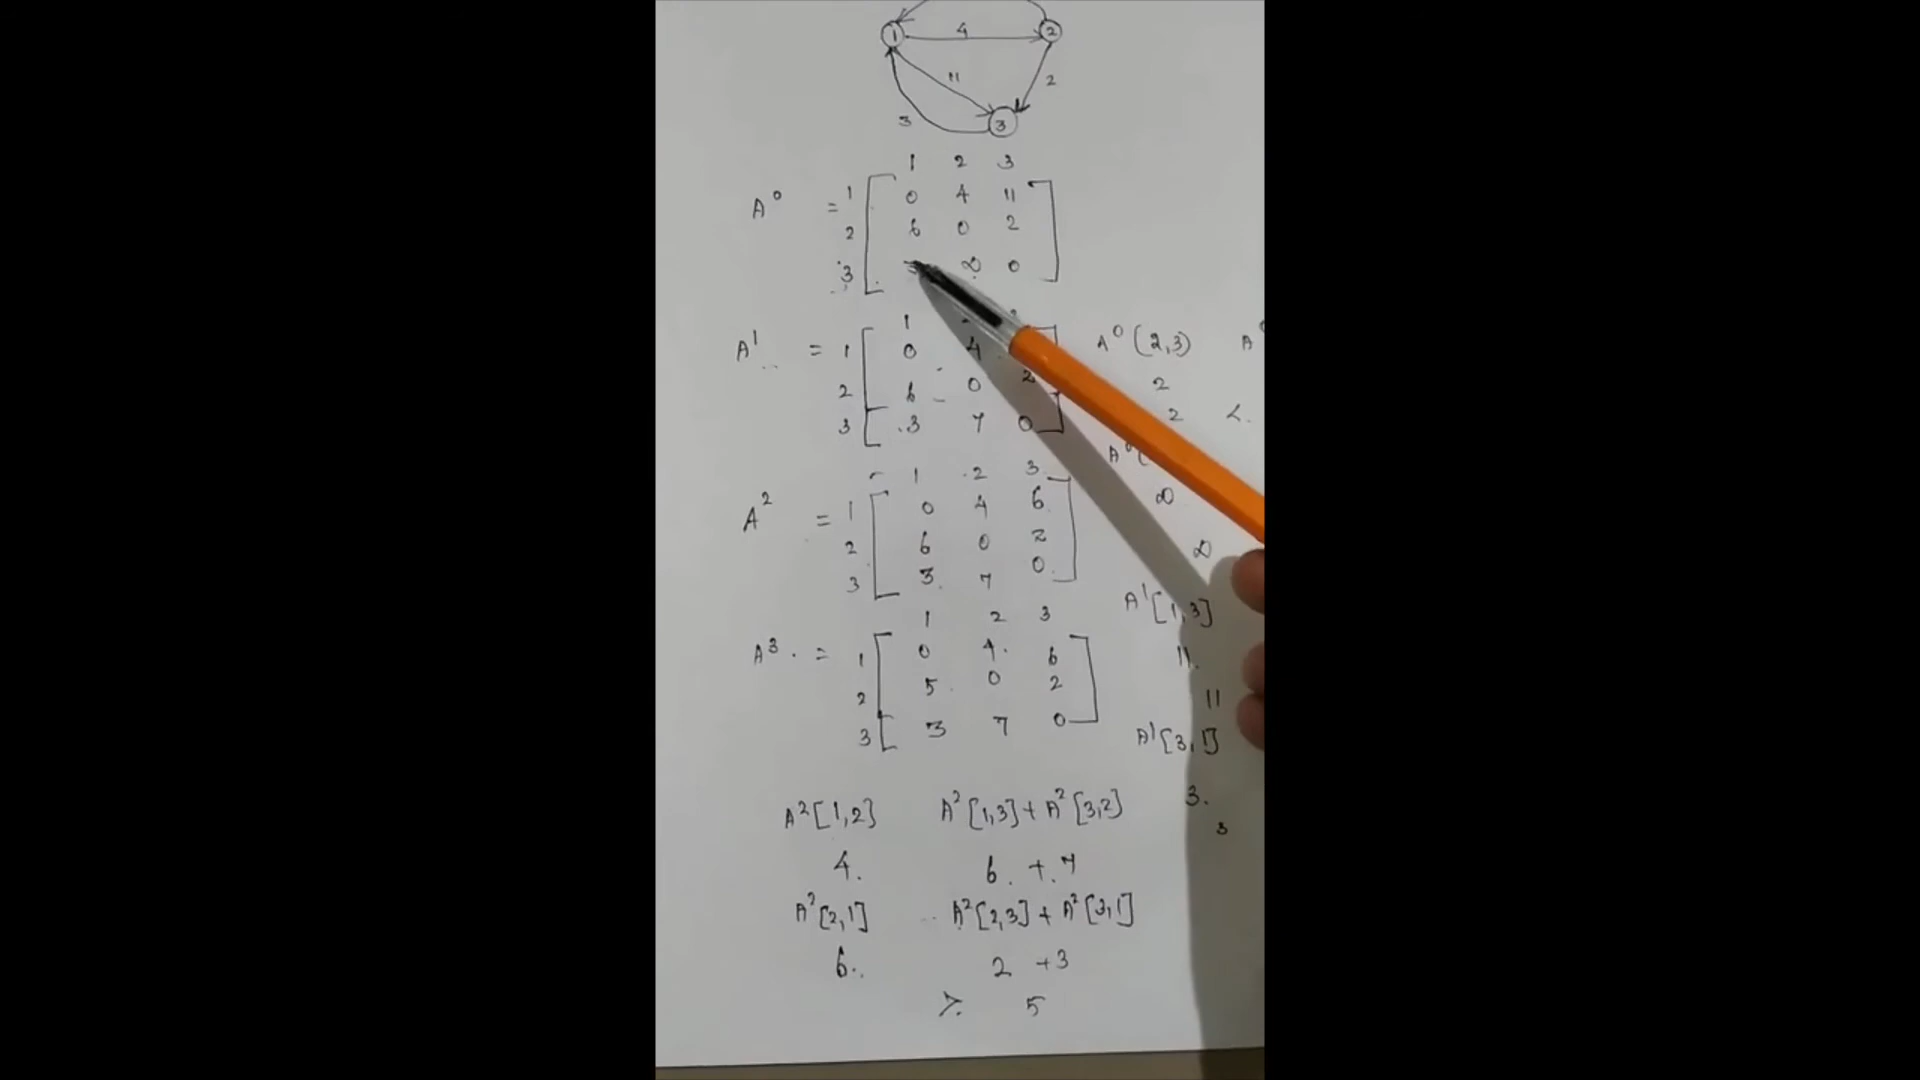 1 4 2
11 2
3 3
1 2 3
A⁰ = 1 0 4 11
2 6 0 2
3 3 ∞ 0
1
A¹ = 1 0 4
2 6 0 2
3 3 7 0
A⁰(2,3)
2
2 <
∞
∞
1 2 3
A² = 1 0 4 6
2 6 0 2
3 3 7 0
A¹[1,3]
11.
11
A¹[3,1]
3.
3
1 2 3
A³ = 1 0 4 6
2 5 0 2
3 3 7 0
A²[1,2] A²[1,3] + A²[3,2]
4. 6 + 7
A²[2,1] A²[2,3] + A²[3,1]
6. 2 + 3
> 5